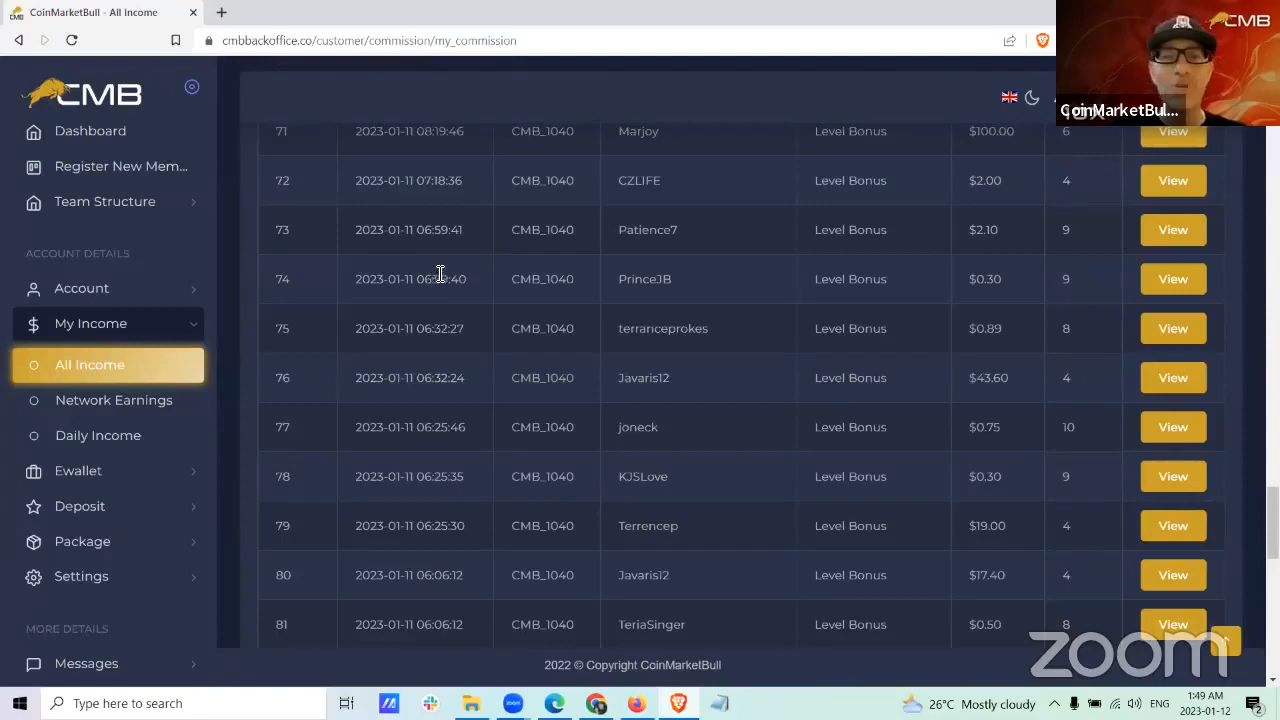 CoinMarketBull - All Income
cmbbackoffice.co/customer/commission/my_commission
CMB
CMB
CoinMarketBul...
Dashboard
Register New Mem...
Team Structure
ACCOUNT DETAILS
Account
My Income
All Income
Network Earnings
Daily Income
Ewallet
Deposit
Package
Settings
MORE DETAILS
Messages
71 2023-01-11 08:19:46 CMB_1040 Marjoy Level Bonus $100.00 6 View
72 2023-01-11 07:18:36 CMB_1040 CZLIFE Level Bonus $2.00 4 View
73 2023-01-11 06:59:41 CMB_1040 Patience7 Level Bonus $2.10 9 View
74 2023-01-11 CMB_1040 PrinceJB Level Bonus $0.30 9 View
75 2023-01-11 06:32:27 CMB_1040 terranceprokes Level Bonus $0.89 8 View
76 2023-01-11 06:32:24 CMB_1040 Javaris12 Level Bonus $43.60 4 View
77 2023-01-11 06:25:46 CMB_1040 joneck Level Bonus $0.75 10 View
78 2023-01-11 06:25:35 CMB_1040 KJSLove Level Bonus $0.30 9 View
79 2023-01-11 06:25:30 CMB_1040 Terrencep Level Bonus $19.00 4 View
80 2023-01-11 06:06:12 CMB_1040 Javaris12 Level Bonus $17.40 4 View
81 2023-01-11 06:06:12 CMB_1040 TeriaSinger Level Bonus $0.50 8 View
zoom
2022 © Copyright CoinMarketBull
Type here to search
26°C Mostly cloudy
ENG
1:49 AM
2023-01-12
2